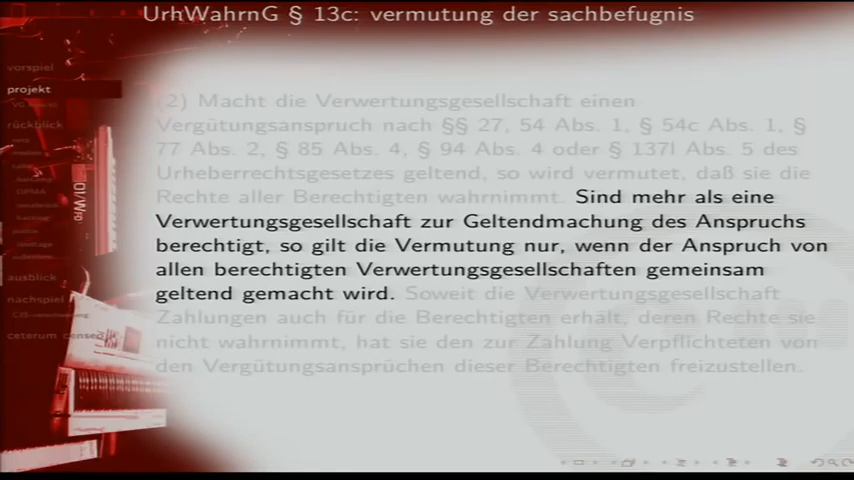 UrhWahrnG § 13c: vermutung der sachbefugnis
vorspiel
projekt
rückblick
ausblick
nachspiel
ceterum censeo
(2) Macht die Verwertungsgesellschaft einen
Vergütungsanspruch nach §§ 27, 54 Abs. 1, § 54c Abs. 1, §
77 Abs. 2, § 85 Abs. 4, § 94 Abs. 4 oder § 137l Abs. 5 des
Urheberrechtsgesetzes geltend, so wird vermutet, daß sie die
Rechte aller Berechtigten wahrnimmt. Sind mehr als eine
Verwertungsgesellschaft zur Geltendmachung des Anspruchs
berechtigt, so gilt die Vermutung nur, wenn der Anspruch von
allen berechtigten Verwertungsgesellschaften gemeinsam
geltend gemacht wird. Soweit die Verwertungsgesellschaft
Zahlungen auch für die Berechtigten erhält, deren Rechte sie
nicht wahrnimmt, hat sie den zur Zahlung Verpflichteten von
den Vergütungsansprüchen dieser Berechtigten freizustellen.